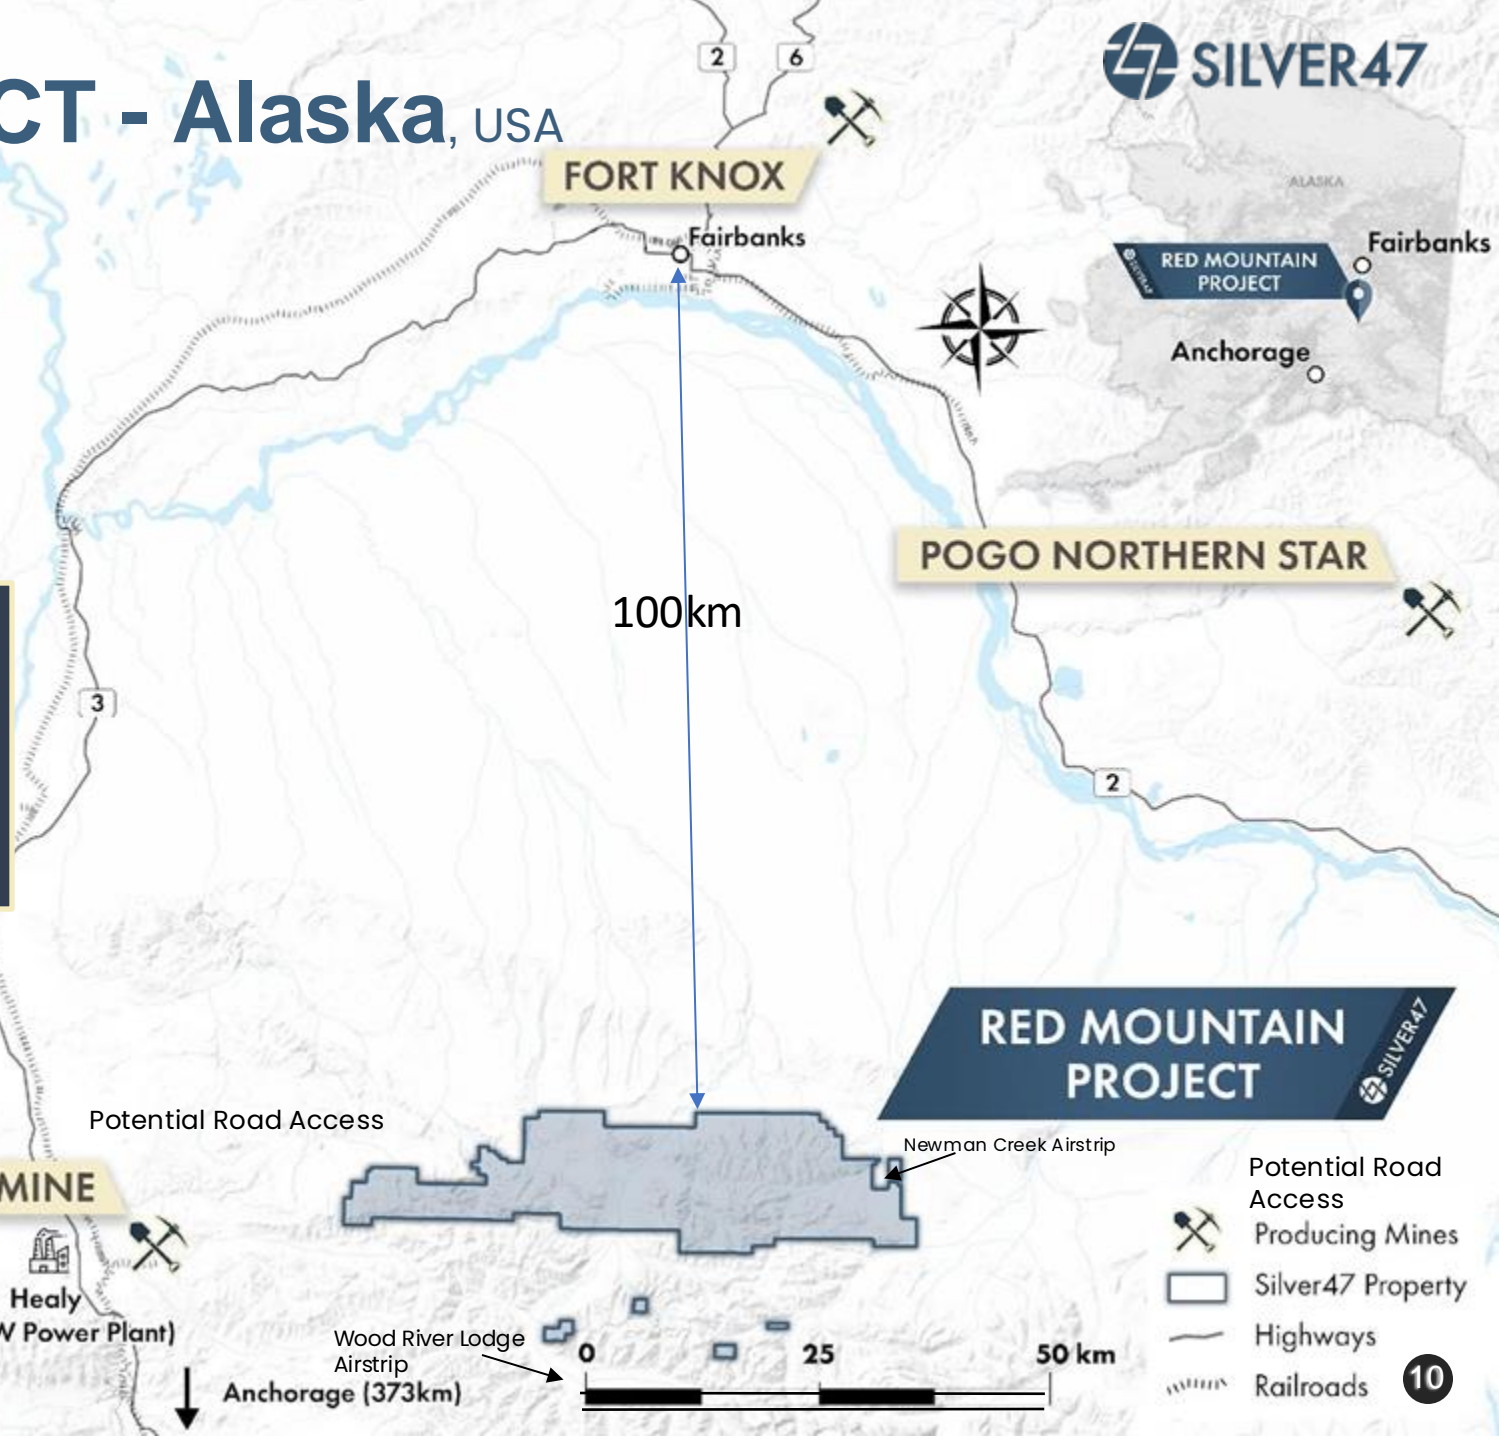 2
6
SILVER47
CT - Alaska, USA
FORT KNOX
ALASKA
Fairbanks
Fairbanks
RED MOUNTAIN
PROJECT
Anchorage
POGO NORTHERN STAR
100km
3
2
RED MOUNTAIN
PROJECT
SILVER47
Potential Road Access
Newman Creek Airstrip
MINE
Potential Road
Access
Producing Mines
Healy
W Power Plant)
Silver47 Property
Wood River Lodge
Airstrip
0
25
50 km
Highways
Anchorage (373km)
Railroads
10